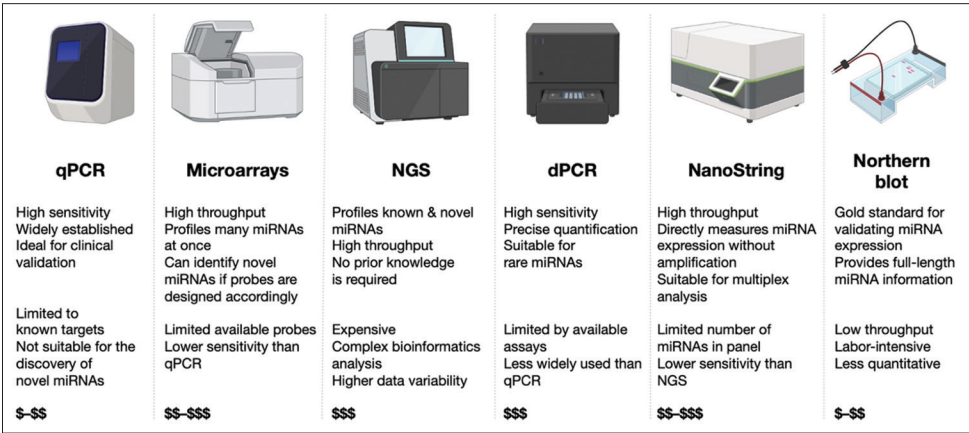 qPCR
High sensitivity
Widely established
Ideal for clinical
validation
Limited to
known targets
Not suitable for the
discovery of
novel miRNAs
$–$$
Microarrays
High throughput
Profiles many miRNAs
at once
Can identify novel
miRNAs if probes are
designed accordingly
Limited available probes
Lower sensitivity than
qPCR
$$–$$$
NGS
Profiles known & novel
miRNAs
High throughput
No prior knowledge
is required
Expensive
Complex bioinformatics
analysis
Higher data variability
$$$
dPCR
High sensitivity
Precise quantification
Suitable for
rare miRNAs
Limited by available
assays
Less widely used than
qPCR
$$$
NanoString
High throughput
Directly measures miRNA
expression without
amplification
Suitable for multiplex
analysis
Limited number of
miRNAs in panel
Lower sensitivity than
NGS
$$–$$$
Northern
blot
Gold standard for
validating miRNA
expression
Provides full-length
miRNA information
Low throughput
Labor-intensive
Less quantitative
$–$$